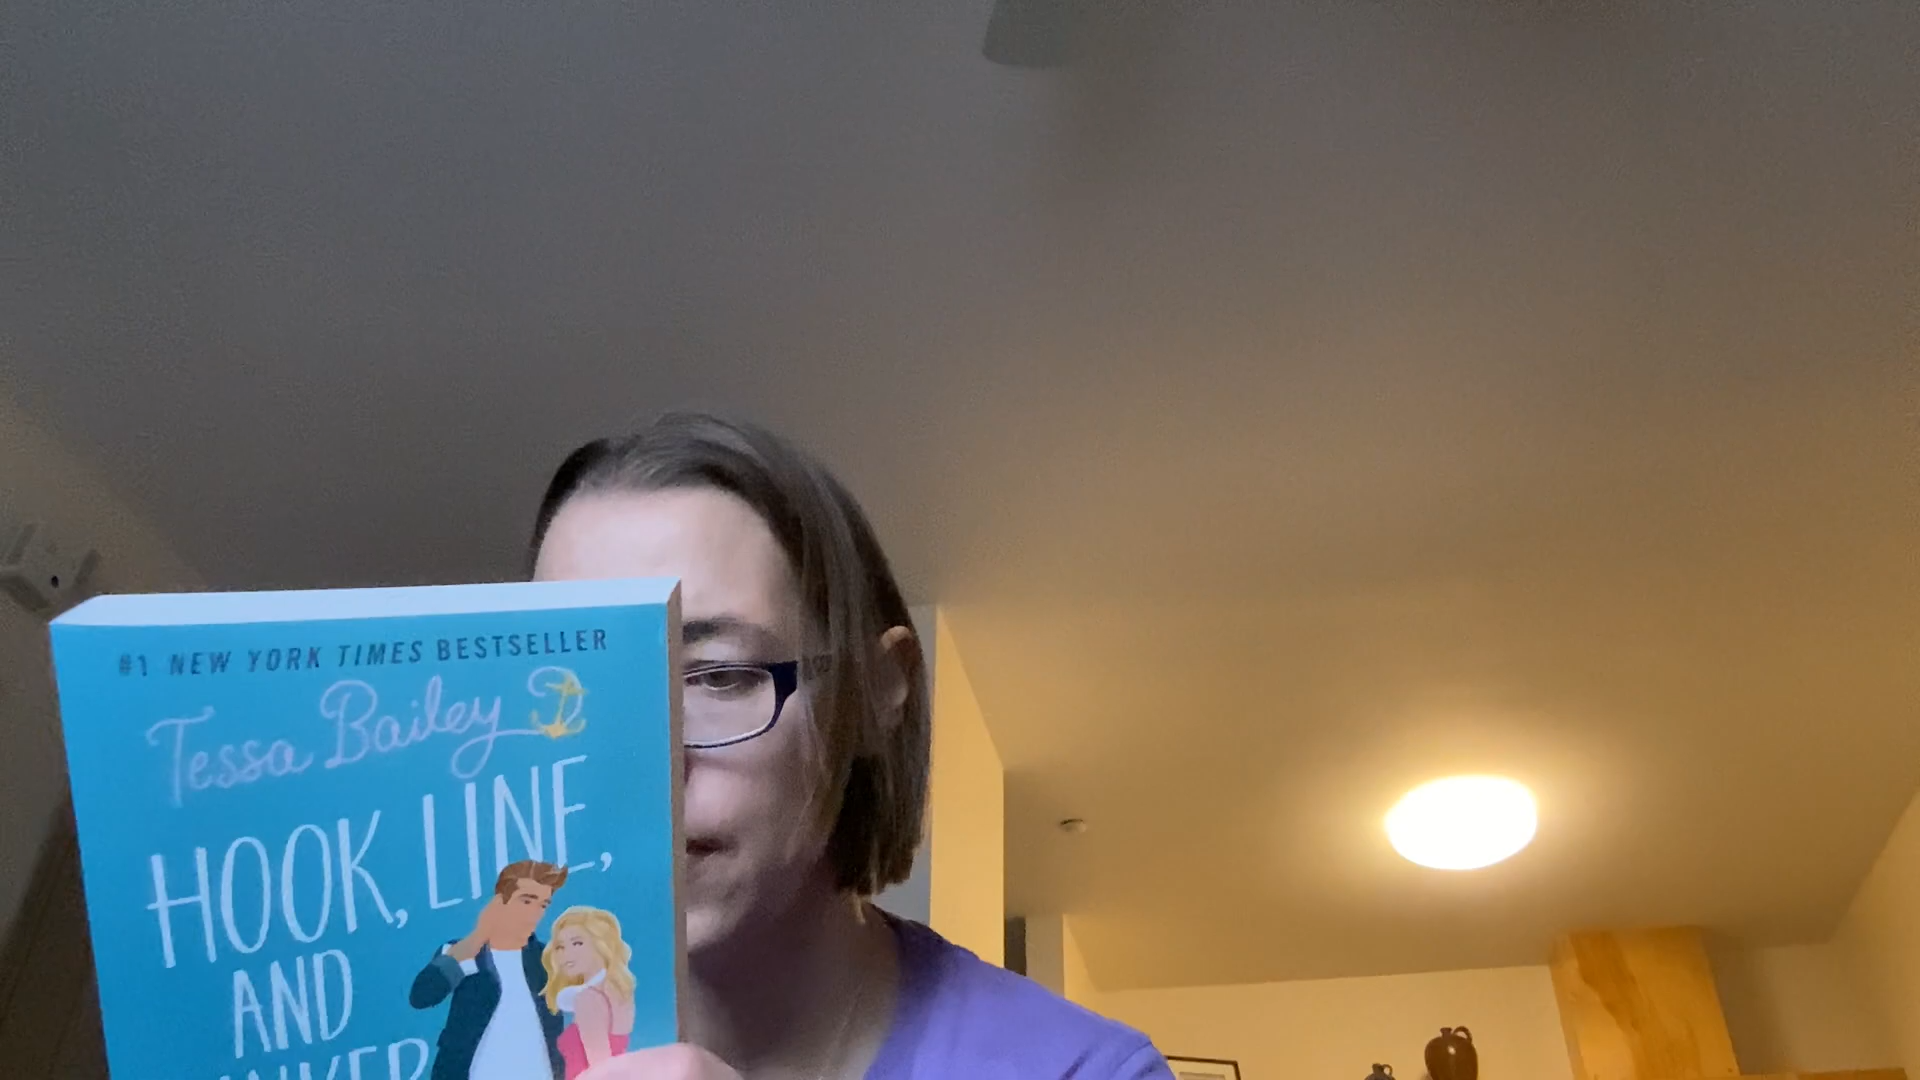 #1 NEW YORK TIMES BESTSELLER
Tessa Bailey
HOOK, LINE,
AND